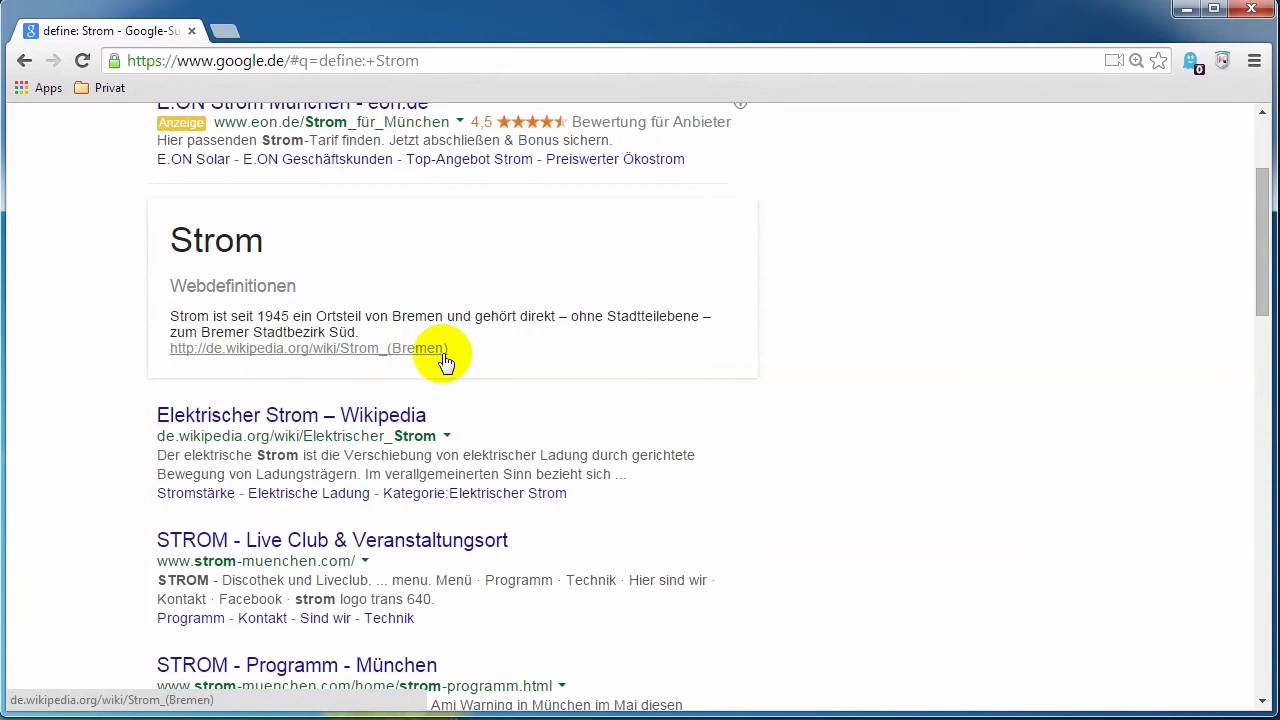 define: Strom - Google-Su
https://www.google.de/#q=define:+Strom
0
Apps Privat
E.ON Strom München - eon.de
Anzeige www.eon.de/Strom_für_München 4,5 Bewertung für Anbieter
Hier passenden Strom-Tarif finden. Jetzt abschließen & Bonus sichern.
E.ON Solar - E.ON Geschäftskunden - Top-Angebot Strom - Preiswerter Ökostrom
Strom
Webdefinitionen
Strom ist seit 1945 ein Ortsteil von Bremen und gehört direkt – ohne Stadtteilebene –
zum Bremer Stadtbezirk Süd.
http://de.wikipedia.org/wiki/Strom_(Bremen)
Elektrischer Strom – Wikipedia
de.wikipedia.org/wiki/Elektrischer_Strom
Der elektrische Strom ist die Verschiebung von elektrischer Ladung durch gerichtete
Bewegung von Ladungsträgern. Im verallgemeinerten Sinn bezieht sich ...
Stromstärke - Elektrische Ladung - Kategorie:Elektrischer Strom
STROM - Live Club & Veranstaltungsort
www.strom-muenchen.com/
STROM - Discothek und Liveclub. ... menu. Menü · Programm · Technik · Hier sind wir ·
Kontakt · Facebook · strom logo trans 640.
Programm - Kontakt - Sind wir - Technik
STROM - Programm - München
www.strom-muenchen.com/home/strom-programm.html
Ami Warning in München im Mai diesen
de.wikipedia.org/wiki/Strom_(Bremen)